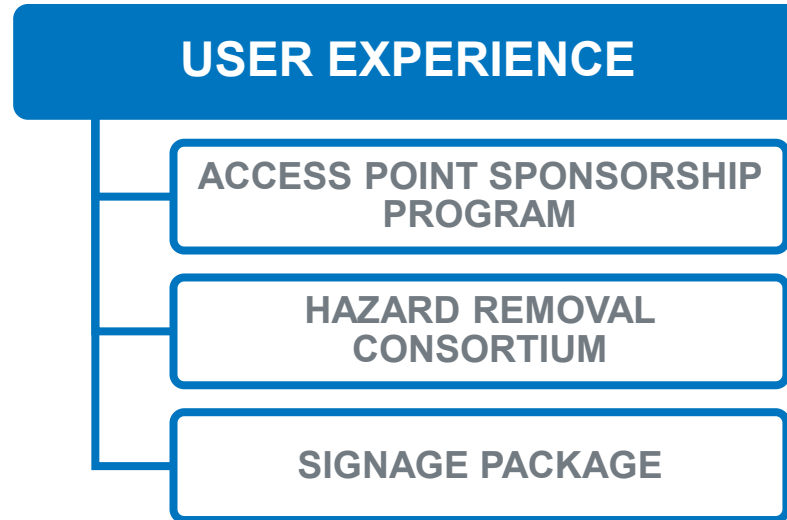 USER EXPERIENCE
ACCESS POINT SPONSORSHIP
PROGRAM
HAZARD REMOVAL
CONSORTIUM
SIGNAGE PACKAGE